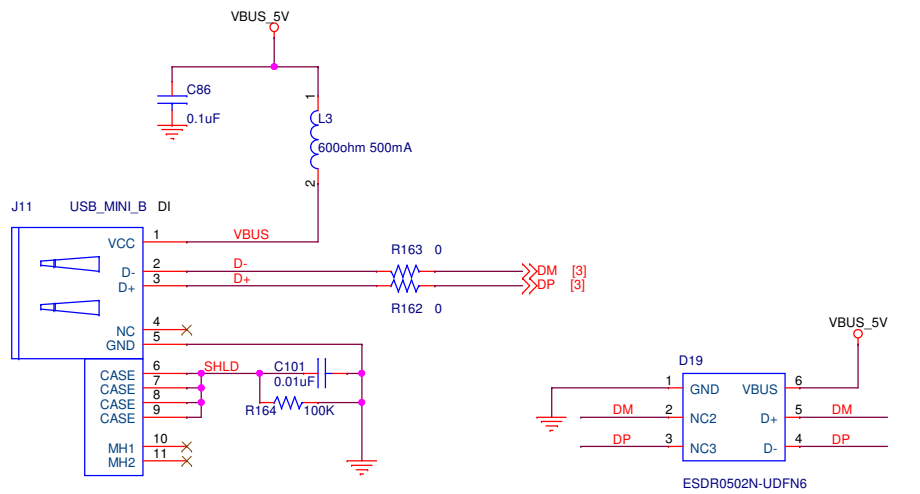 VBUS_5V
C86
0.1uF
1
L3
600ohm 500mA
2
J11 USB_MINI_B DI
VCC 1 VBUS
D- 2 D- R163 0 DM [3]
D+ 3 D+ R162 0 DP [3]
NC 4
GND 5
CASE 6 SHLD C101
0.01uF
CASE 7
CASE 8 R164 100K
CASE 9
MH1 10
MH2 11
VBUS_5V
D19
1 GND VBUS 6
DM 2 NC2 D+ 5 DM
DP 3 NC3 D- 4 DP
ESDR0502N-UDFN6